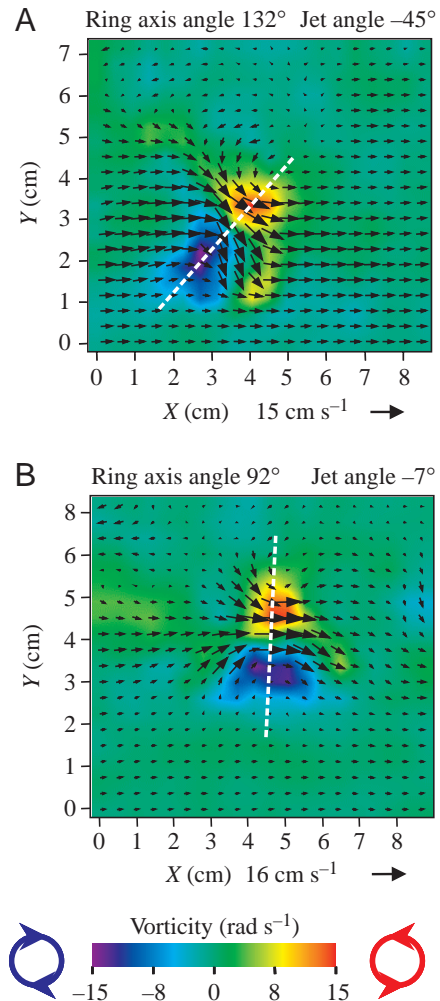 A
Ring axis angle 132° Jet angle –45°
7
6
5
4
3
2
1
0
Y (cm)
0 1 2 3 4 5 6 7 8
X (cm) 15 cm s–1
B
Ring axis angle 92° Jet angle –7°
8
7
6
5
4
3
2
1
0
Y (cm)
0 1 2 3 4 5 6 7 8
X (cm) 16 cm s–1
Vorticity (rad s–1)
–15 –8 0 8 15